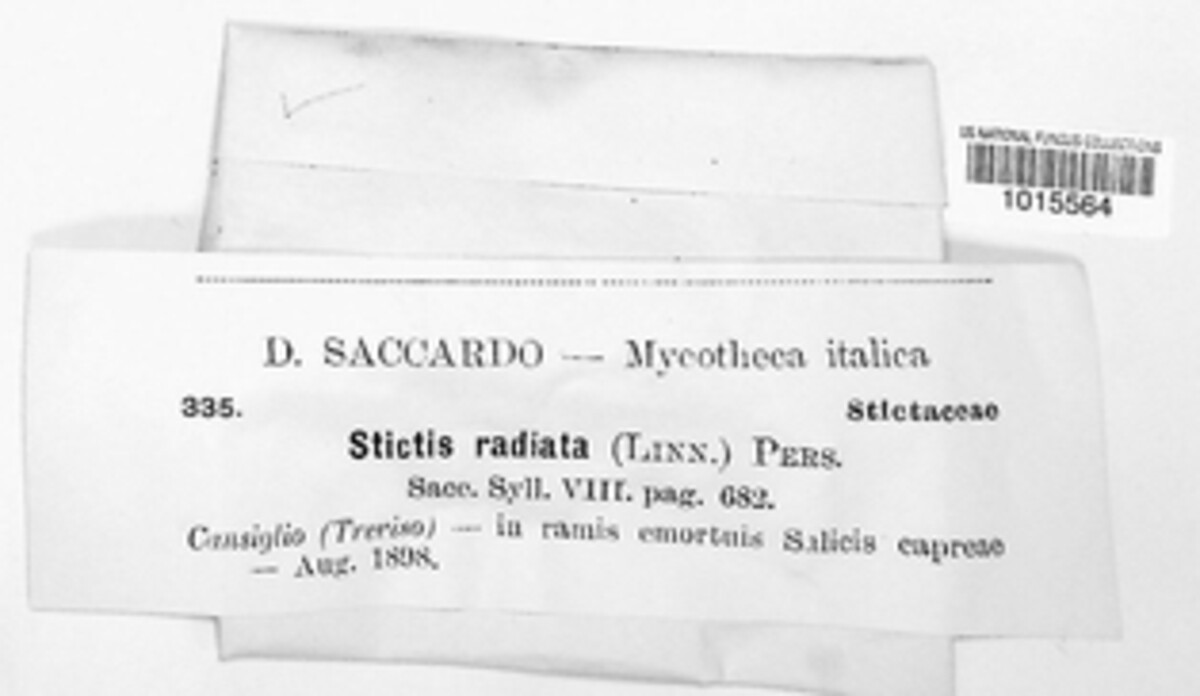 US NATIONAL FUNGUS COLLECTIONS
1015564
D. SACCARDO — Mycotheca italica
335. Stictaceae
Stictis radiata (LINN.) PERS.
Sacc. Syll. VIII. pag. 682.
Cansiglio (Treviso) — in ramis emortuis Salicis capreae
— Aug. 1898.